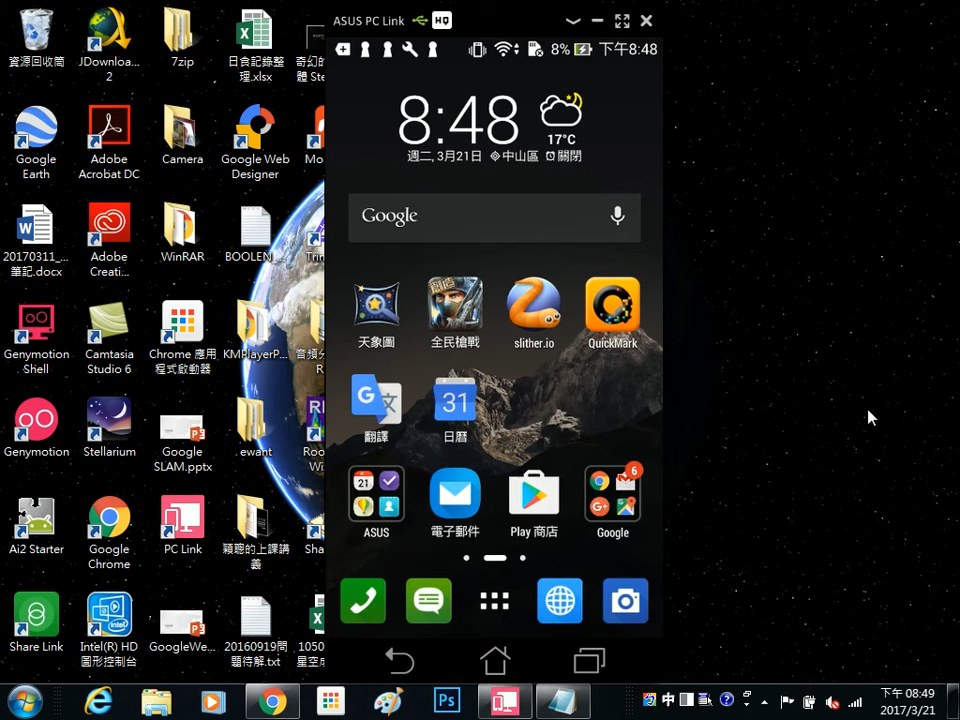 ASUS PC Link
HQ
8%
下午8:48
8:48
17°C
週二, 3月21日
中山區
關閉
Google
天象圖
全民槍戰
slither.io
QuickMark
翻譯
31
日曆
21
6
ASUS
電子郵件
Play 商店
Google
資源回收筒
JDownloa...
2
7zip
日食記錄整
理.xlsx
Google
Earth
Adobe
Acrobat DC
Camera
Google Web
Designer
20170311_...
筆記.docx
Adobe
Creati...
WinRAR
BOOLEN
Genymotion
Shell
Camtasia
Studio 6
Chrome 應用
程式啟動器
KMPlayerP...
Genymotion
Stellarium
Google
SLAM.pptx
ewant
Ai2 Starter
Google
Chrome
PC Link
穎聰的上課講
義
Share Link
Intel(R) HD
圖形控制台
GoogleWe...
20160919問
題待解.txt
中
下午 08:49
2017/3/21